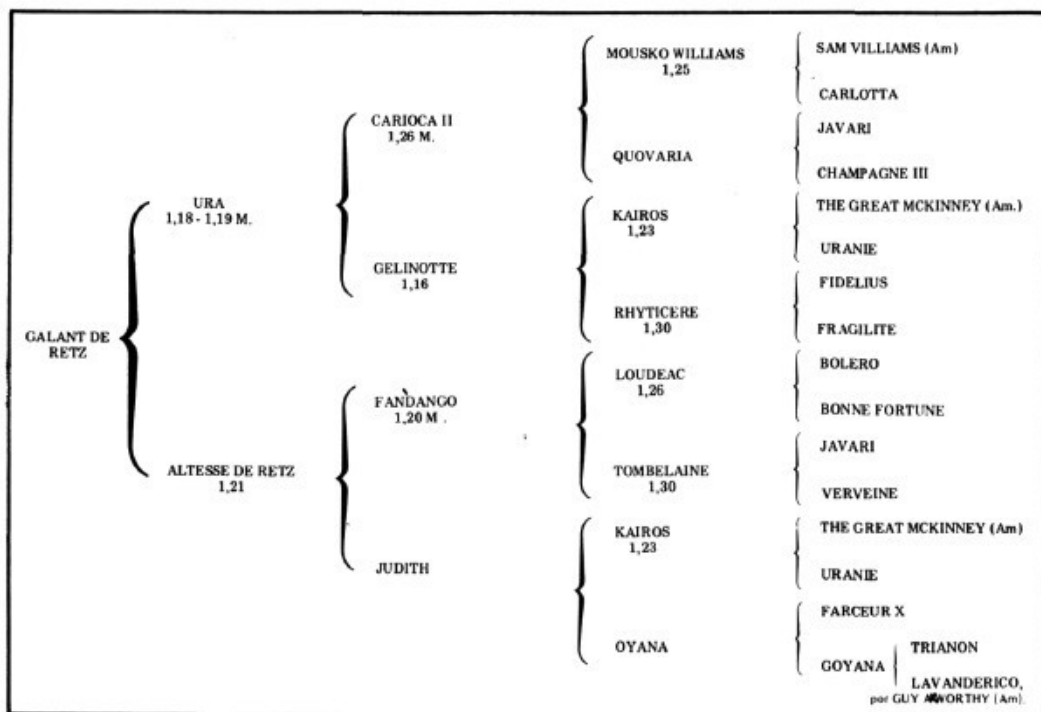 GALANT DE
RETZ
URA
1,18 - 1,19 M.
ALTESSE DE RETZ
1,21
CARIOCA II
1,26 M.
GELINOTTE
1,16
FANDANGO
1,20 M.
JUDITH
MOUSKO WILLIAMS
1,25
QUOVARIA
KAIROS
1,23
RHYTICERE
1,30
LOUDEAC
1,26
TOMBELAINE
1,30
KAIROS
1,23
OYANA
SAM VILLIAMS (Am)
CARLOTTA
JAVARI
CHAMPAGNE III
THE GREAT MCKINNEY (Am.)
URANIE
FIDELIUS
FRAGILITE
BOLERO
BONNE FORTUNE
JAVARI
VERVEINE
THE GREAT MCKINNEY (Am)
URANIE
FARCEUR X
GOYANA
TRIANON
LAVANDERICO,
por GUY (Am).